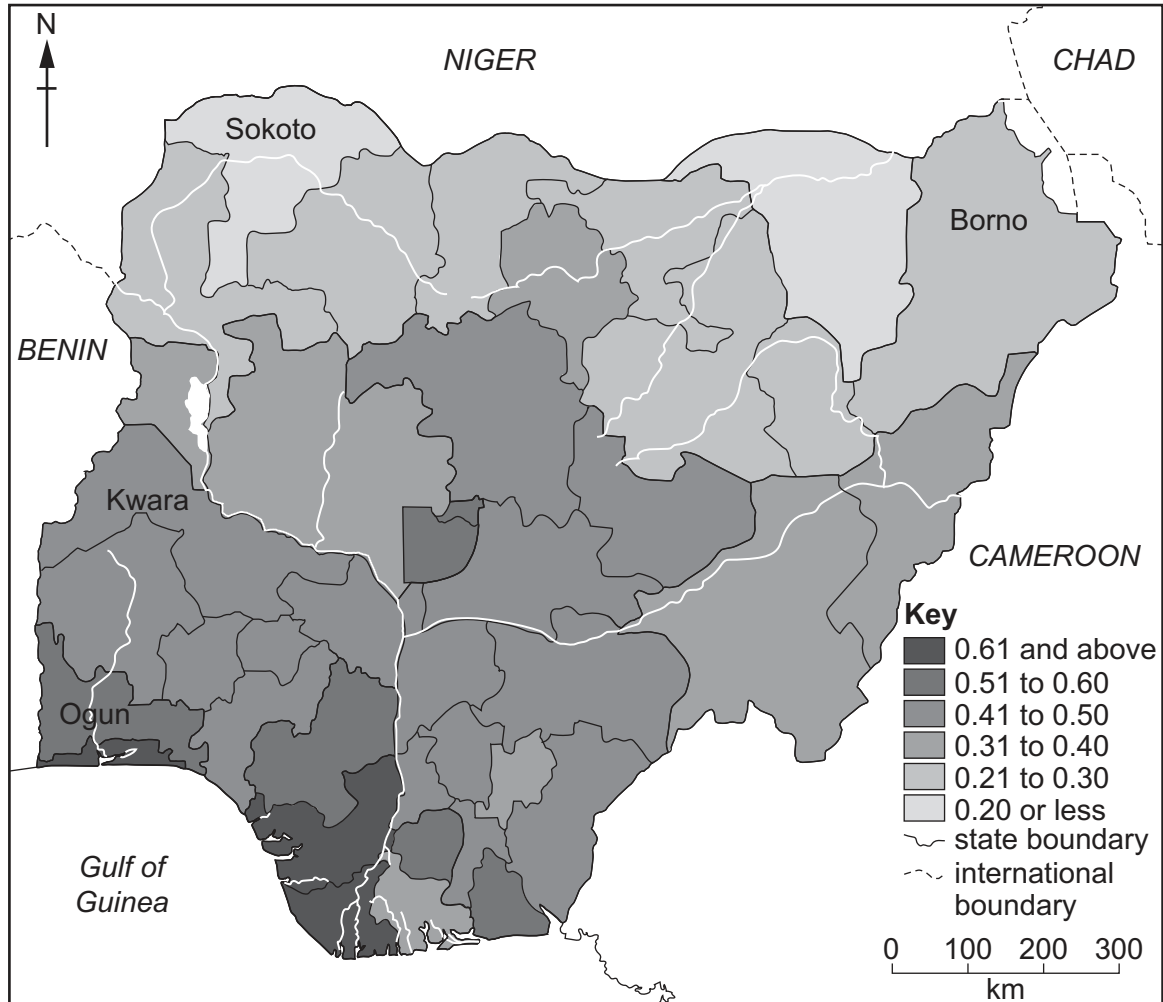 N
NIGER
CHAD
Sokoto
Borno
BENIN
Kwara
CAMEROON
Ogun
Gulf of
Guinea
Key
0.61 and above
0.51 to 0.60
0.41 to 0.50
0.31 to 0.40
0.21 to 0.30
0.20 or less
state boundary
international
boundary
0 100 200 300
km